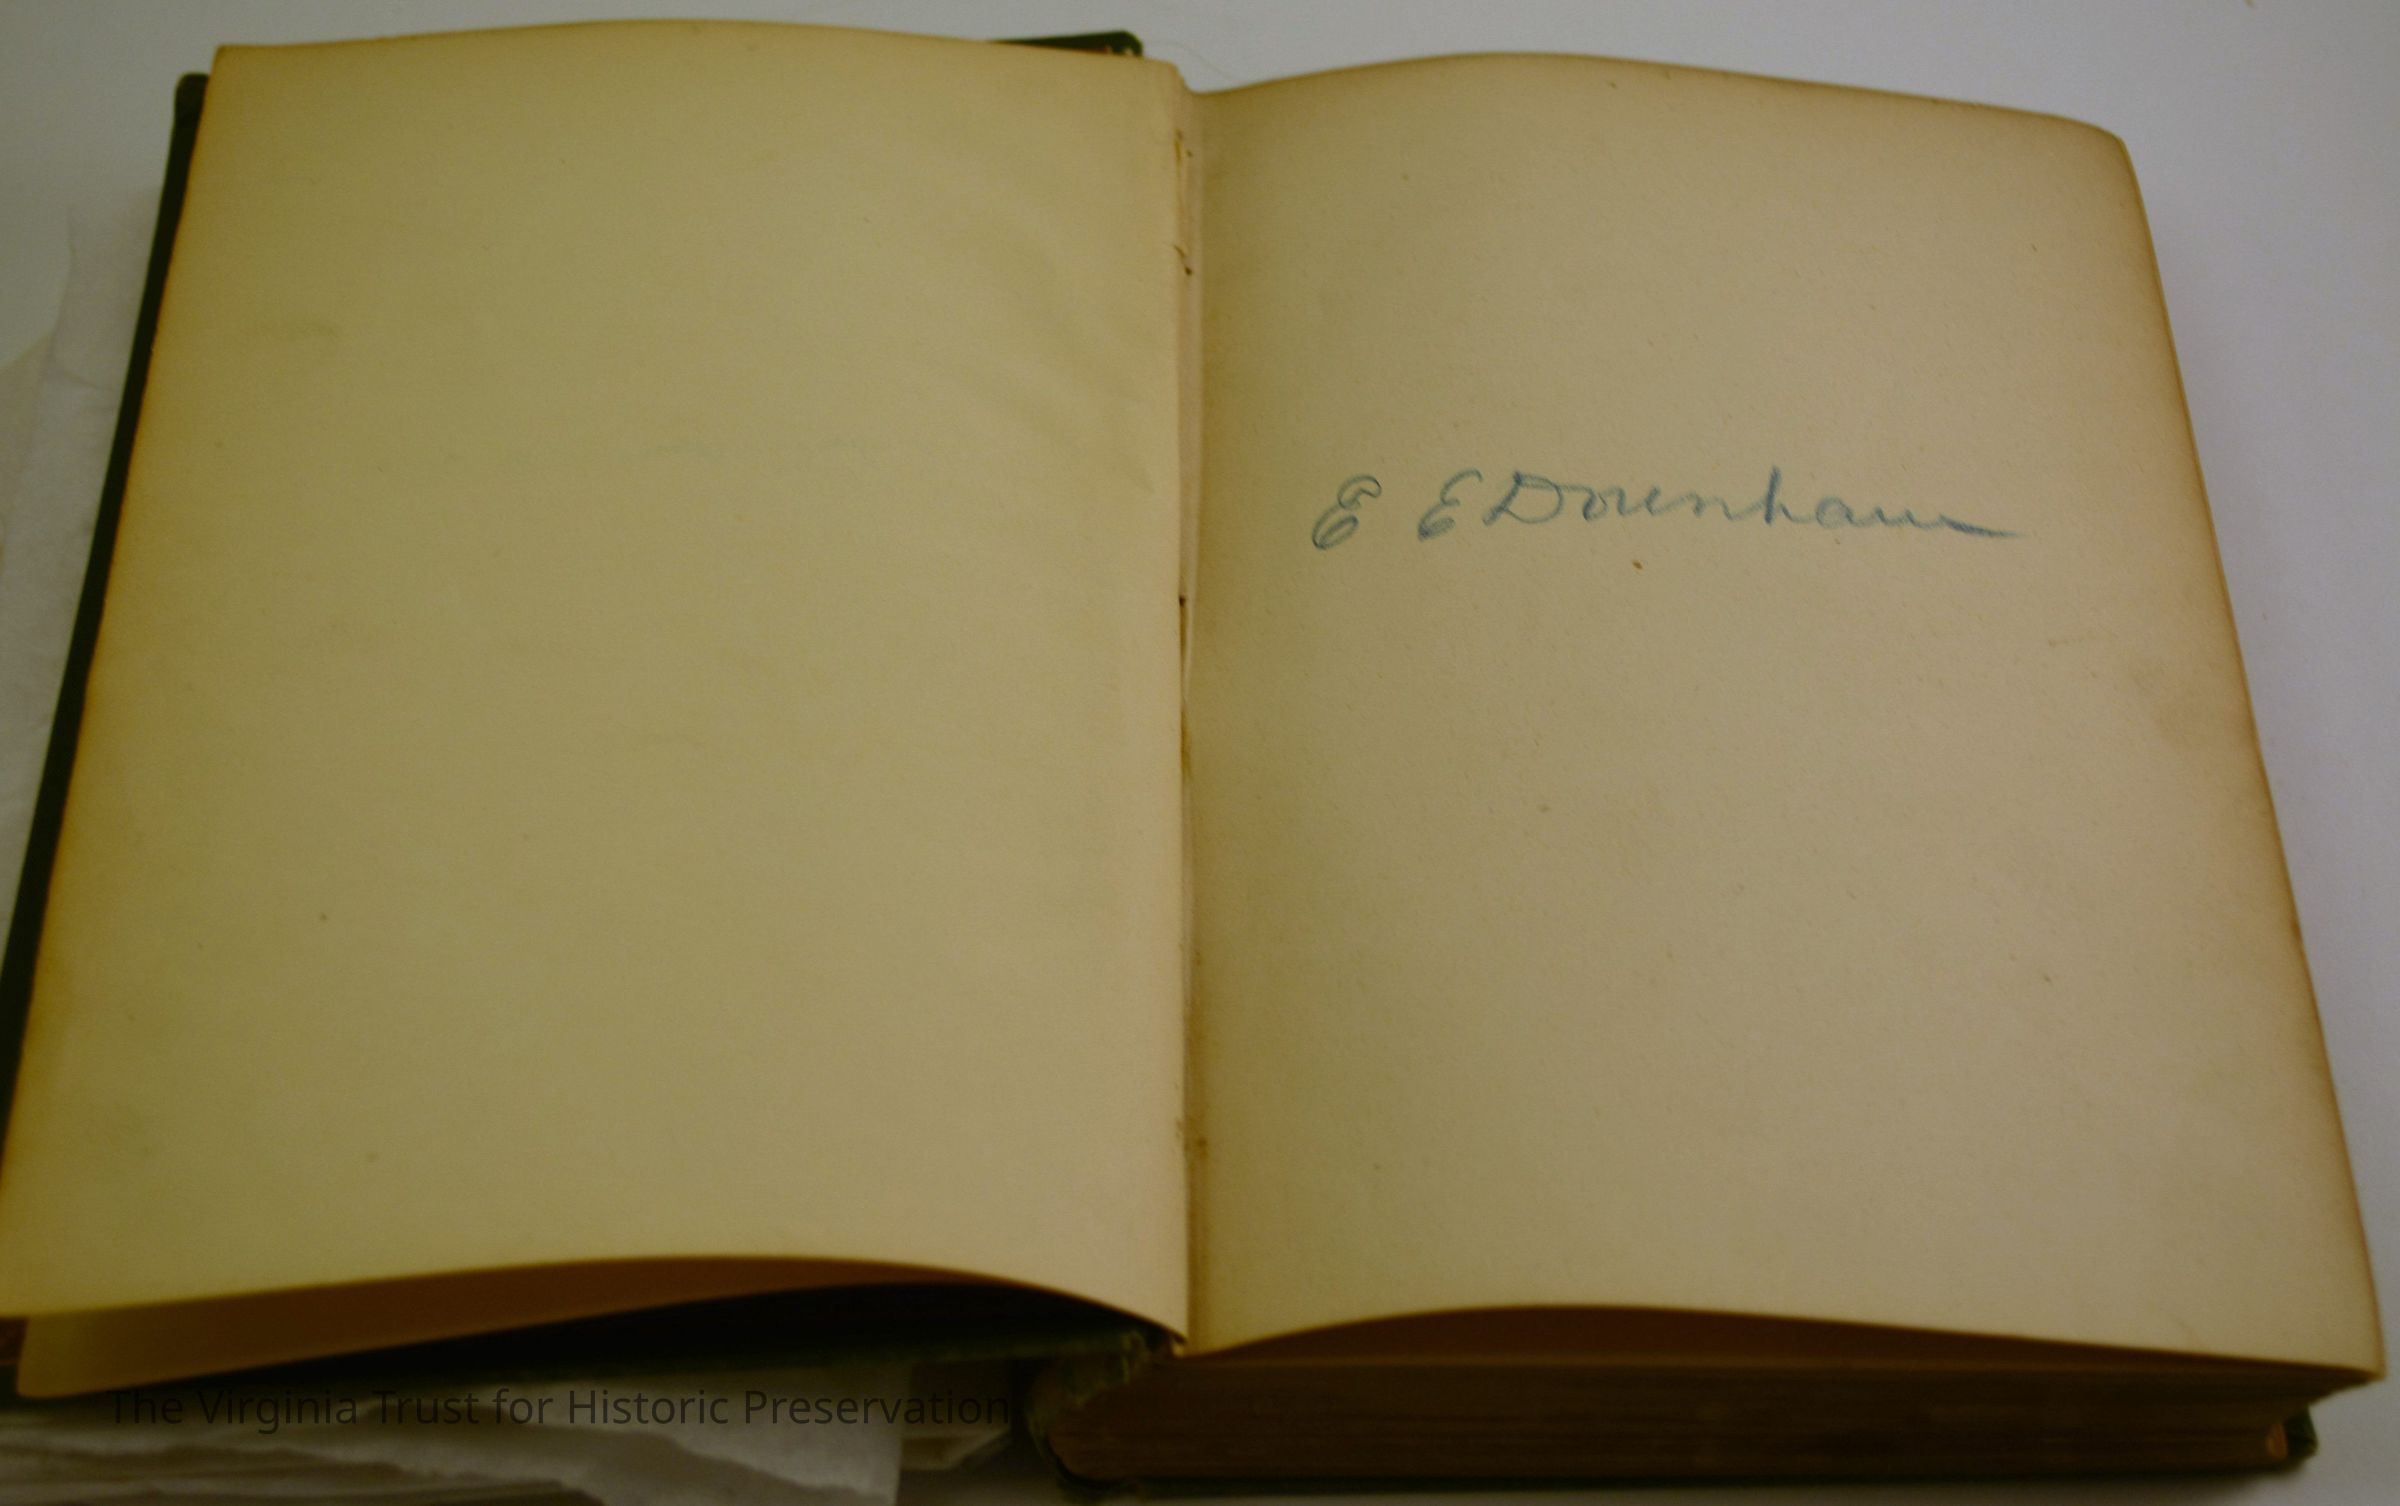 E E Downham
The Virginia Trust for Historic Preservation